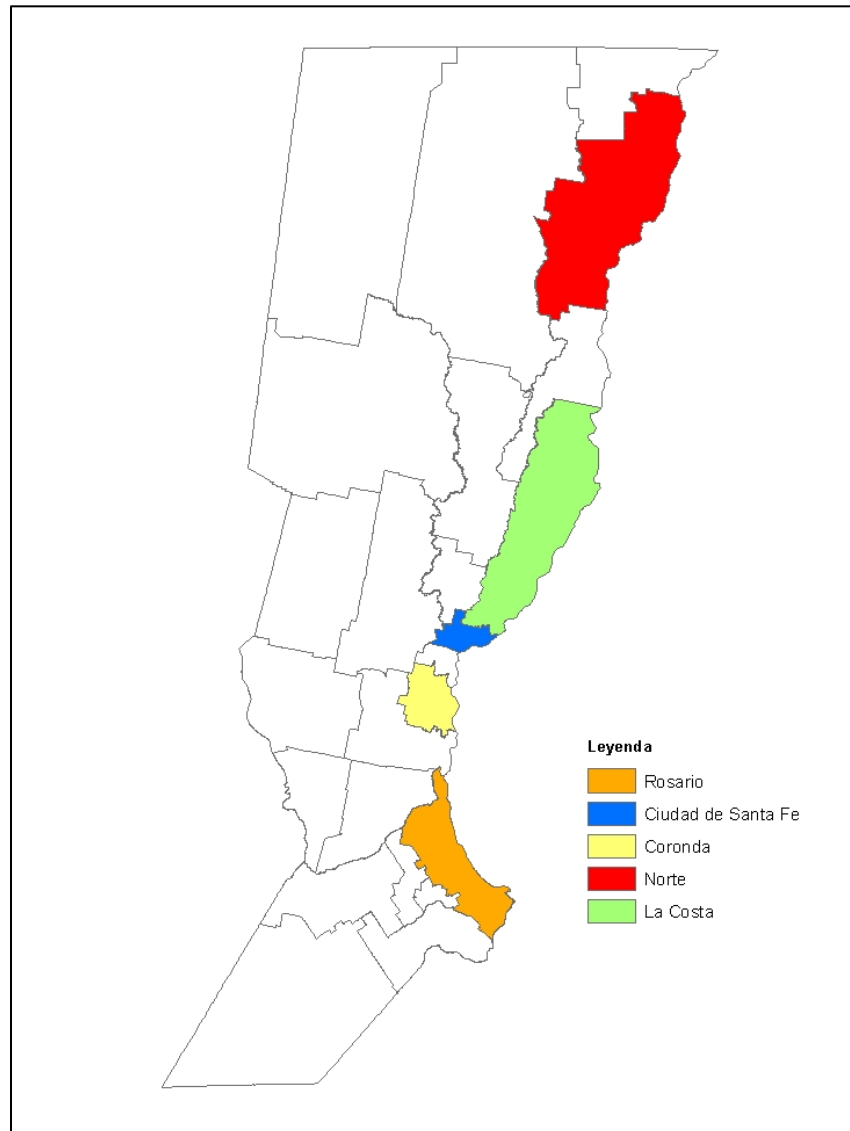 Leyenda
Rosario
Ciudad de Santa Fe
Coronda
Norte
La Costa